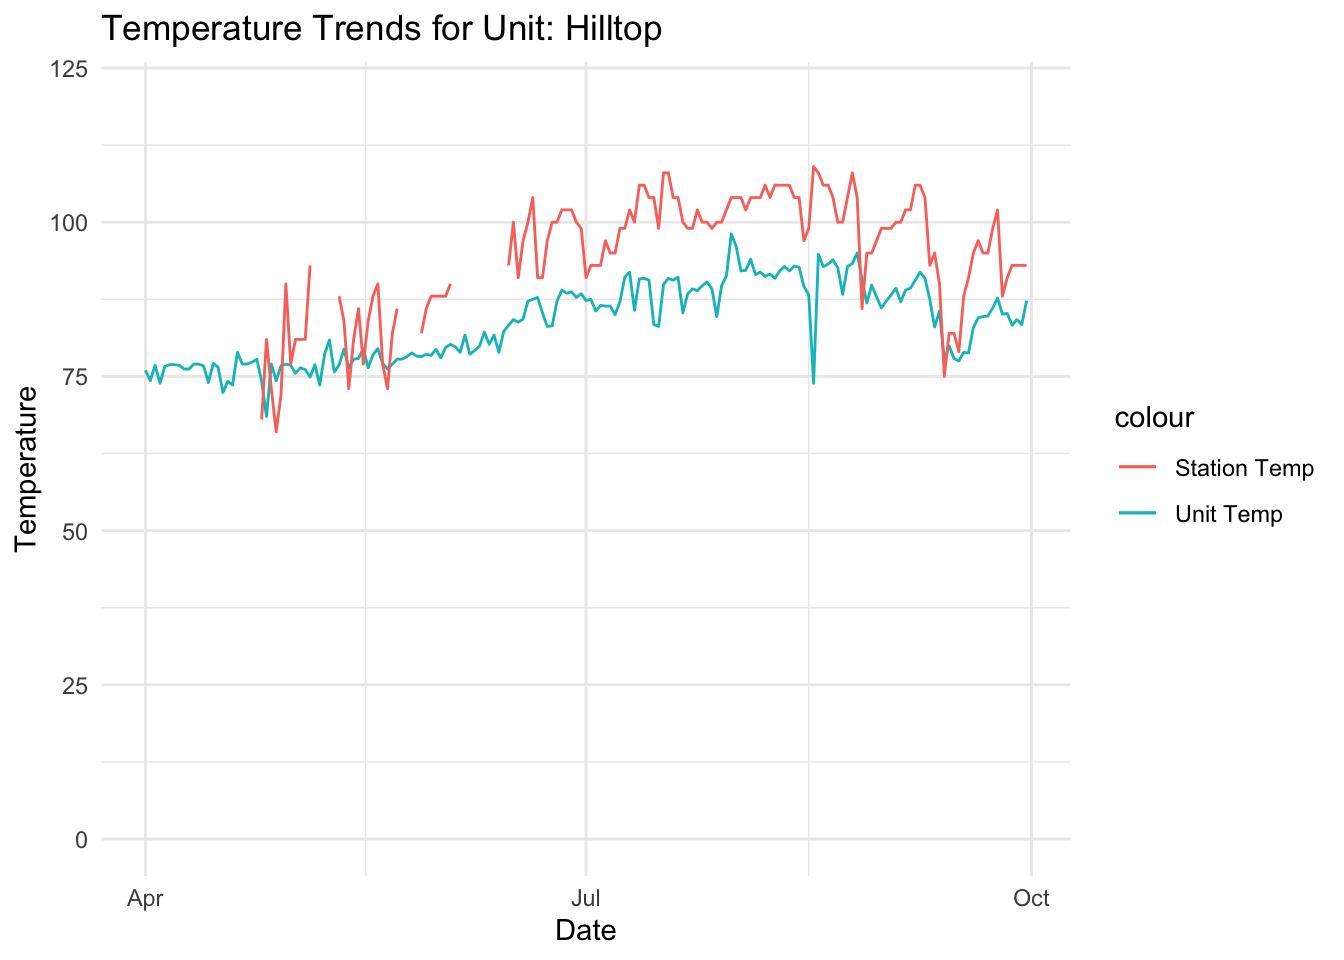 Temperature Trends for Unit: Hilltop
125
100
75
50
25
0
Temperature
Apr
Jul
Oct
Date
colour
Station Temp
Unit Temp